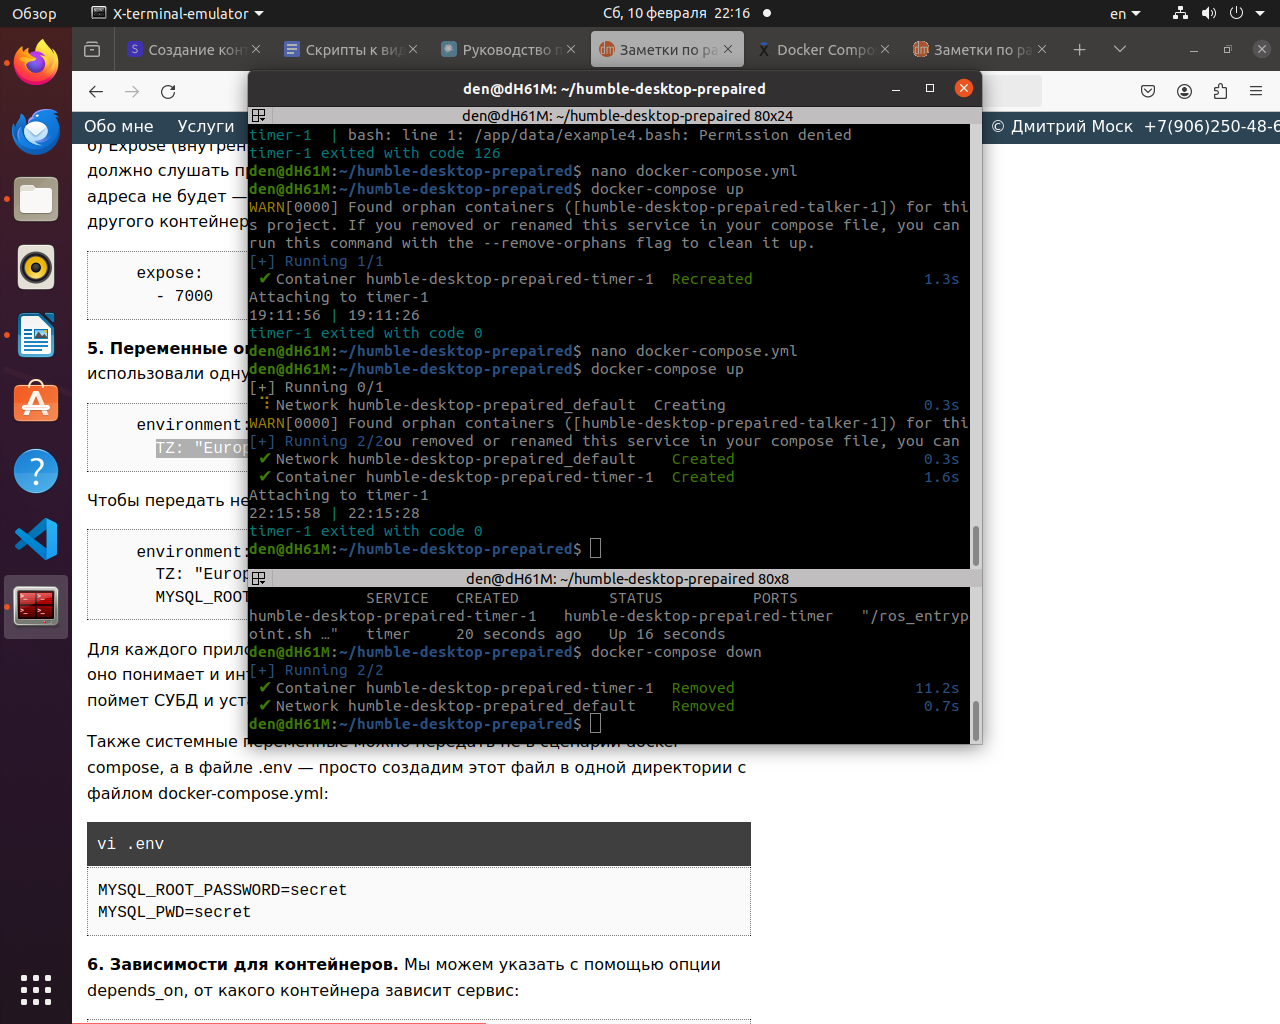 Обзор
X-terminal-emulator
Сб, 10 февраля 22:16
en
Создание конт
Скрипты к вид
Руководство п
Заметки по ра
Docker Compo
Заметки по ра
den@dH61M: ~/humble-desktop-prepaired
Обо мне Услуги
© Дмитрий Моск +7(906)250-48-6
den@dH61M: ~/humble-desktop-prepaired 80x24
timer-1  | bash: line 1: /app/data/example4.bash: Permission denied
timer-1 exited with code 126
den@dH61M:~/humble-desktop-prepaired$ nano docker-compose.yml
den@dH61M:~/humble-desktop-prepaired$ docker-compose up
WARN[0000] Found orphan containers ([humble-desktop-prepaired-talker-1]) for thi
s project. If you removed or renamed this service in your compose file, you can
run this command with the --remove-orphans flag to clean it up.
[+] Running 1/1
✔ Container humble-desktop-prepaired-timer-1  Recreated 1.3s
Attaching to timer-1
19:11:56 | 19:11:26
timer-1 exited with code 0
den@dH61M:~/humble-desktop-prepaired$ nano docker-compose.yml
den@dH61M:~/humble-desktop-prepaired$ docker-compose up
[+] Running 0/1
Network humble-desktop-prepaired_default  Creating 0.3s
WARN[0000] Found orphan containers ([humble-desktop-prepaired-talker-1]) for thi
[+] Running 2/2ou removed or renamed this service in your compose file, you can
✔ Network humble-desktop-prepaired_default    Created 0.3s
✔ Container humble-desktop-prepaired-timer-1  Created 1.6s
Attaching to timer-1
22:15:58 | 22:15:28
timer-1 exited with code 0
den@dH61M:~/humble-desktop-prepaired$
den@dH61M: ~/humble-desktop-prepaired 80x8
SERVICE   CREATED          STATUS          PORTS
humble-desktop-prepaired-timer-1   humble-desktop-prepaired-timer   "/ros_entryp
oint.sh …"   timer     20 seconds ago   Up 16 seconds
den@dH61M:~/humble-desktop-prepaired$ docker-compose down
[+] Running 2/2
✔ Container humble-desktop-prepaired-timer-1  Removed 11.2s
✔ Network humble-desktop-prepaired_default    Removed 0.7s
den@dH61M:~/humble-desktop-prepaired$
должно слушать
адреса не будет —
другого контейнер
expose:
- 7000
5. Переменные
использовали одну
environment:
TZ: "Europ
Чтобы передать не
environment:
TZ: "Europ
MYSQL_ROOT
Для каждого
оно понимает и
поймет СУБД и
Также системные переменные можно передать не в сценарии docker-
compose, а в файле .env — просто создадим этот файл в одной директории с
файлом docker-compose.yml:
vi .env
MYSQL_ROOT_PASSWORD=secret
MYSQL_PWD=secret
6. Зависимости для контейнеров. Мы можем указать с помощью опции
depends_on, от какого контейнера зависит сервис: